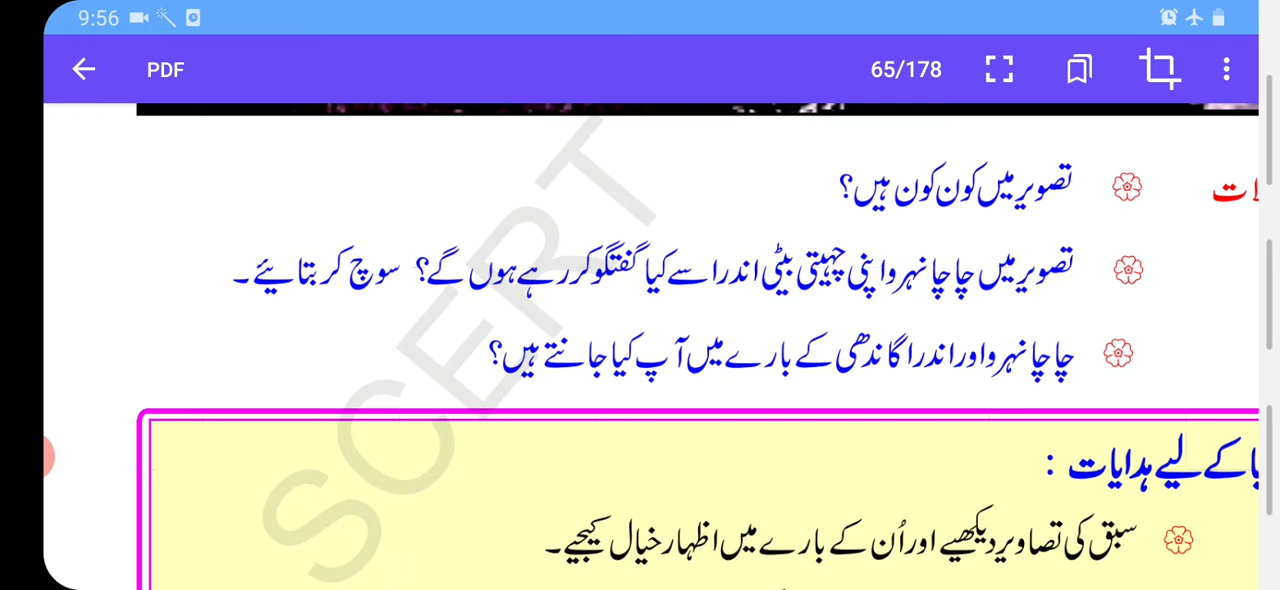 9:56
PDF
65/178
تصویر میں کون کون ہیں؟
تصویر میں چاچا نہرو اپنی چہیتی بیٹی اندرا سے کیا گفتگو کر رہے ہوں گے؟ سوچ کر بتائیے۔
چاچا نہرو اور اندرا گاندھی کے بارے میں آپ کیا جانتے ہیں؟
کے لیے ہدایات :
سبق کی تصاویر دیکھیے اور اُن کے بارے میں اظہار خیال کیجیے۔
SCERT